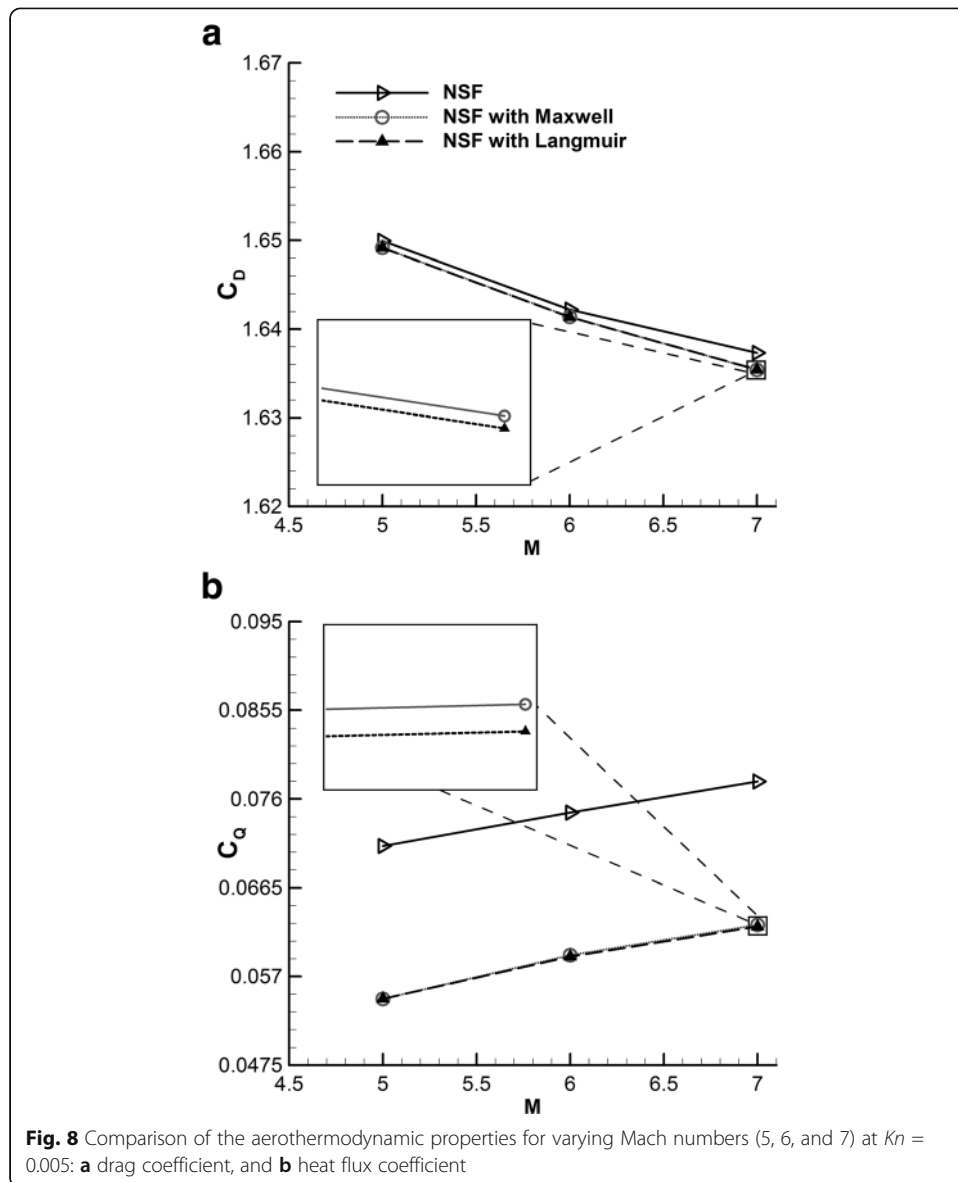 a
1.67
1.66
1.65
1.64
1.63
1.62
C_D
NSF
NSF with Maxwell
NSF with Langmuir
4.5 5 5.5 6 6.5 7
M
b
0.095
0.0855
0.076
0.0665
0.057
0.0475
C_Q
4.5 5 5.5 6 6.5 7
M
Fig. 8 Comparison of the aerothermodynamic properties for varying Mach numbers (5, 6, and 7) at Kn =
0.005: a drag coefficient, and b heat flux coefficient